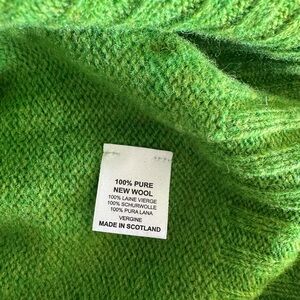 100% PURE
NEW WOOL
100% LAINE VIERGE
100% SCHURWOLLE
100% PURA LANA
VERGINE
MADE IN SCOTLAND